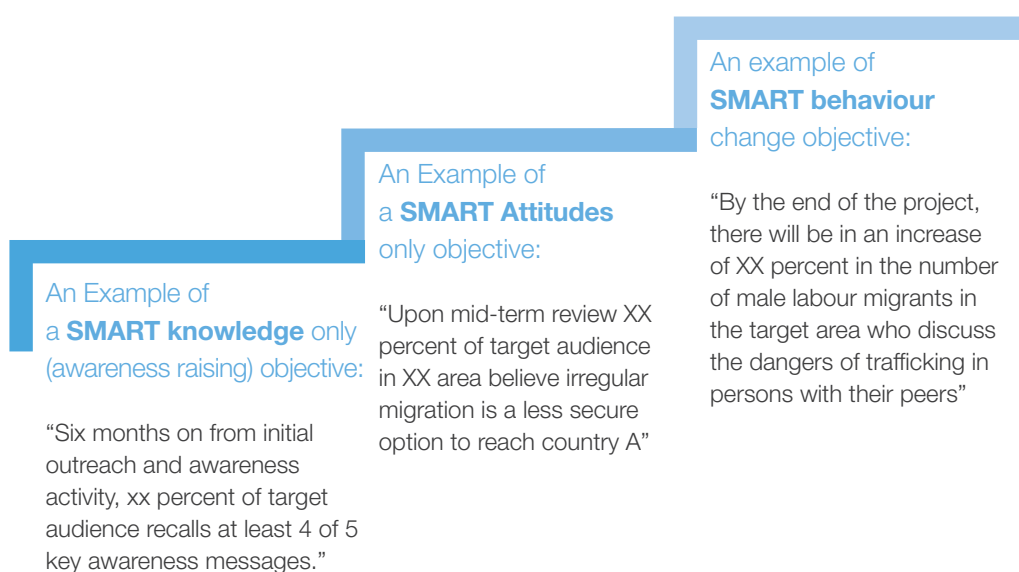 An Example of
a SMART knowledge only
(awareness raising) objective:
“Six months on from initial
outreach and awareness
activity, xx percent of target
audience recalls at least 4 of 5
key awareness messages.”
An Example of
a SMART Attitudes
only objective:
“Upon mid-term review XX
percent of target audience
in XX area believe irregular
migration is a less secure
option to reach country A”
An example of
SMART behaviour
change objective:
“By the end of the project,
there will be in an increase
of XX percent in the number
of male labour migrants in
the target area who discuss
the dangers of trafficking in
persons with their peers”